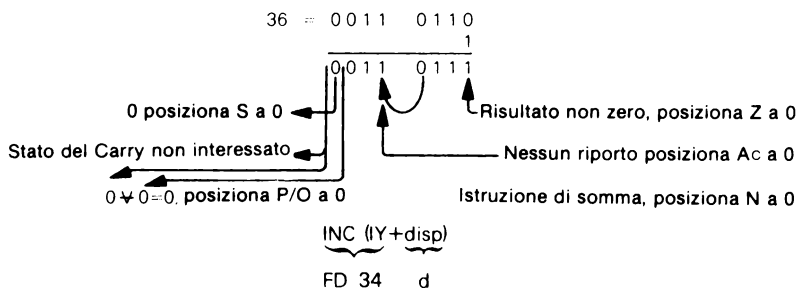 36 = 0011 0110
1
0011 0111
0 posiziona S a 0
Risultato non zero, posiziona Z a 0
Stato del Carry non interessato
Nessun riporto posiziona Ac a 0
0 ⊻ 0=0, posiziona P/O a 0
Istruzione di somma, posiziona N a 0
INC (IY+disp)
FD 34 d